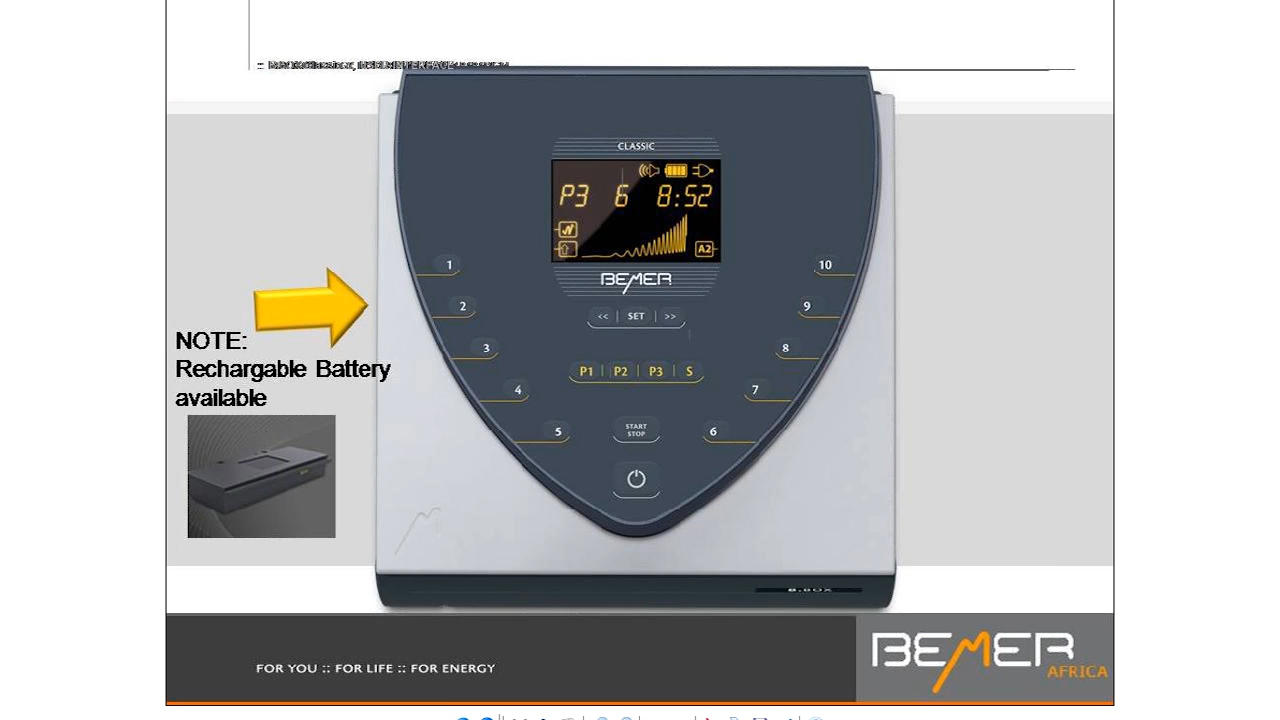 CLASSIC
P3 6 8:52
A2
BEMER
1
10
2
<< SET >>
9
3
8
P1 P2 P3 S
4
7
5
START
STOP
6
NOTE:
Rechargable Battery
available
B.BOX
FOR YOU :: FOR LIFE :: FOR ENERGY
BEMER
AFRICA